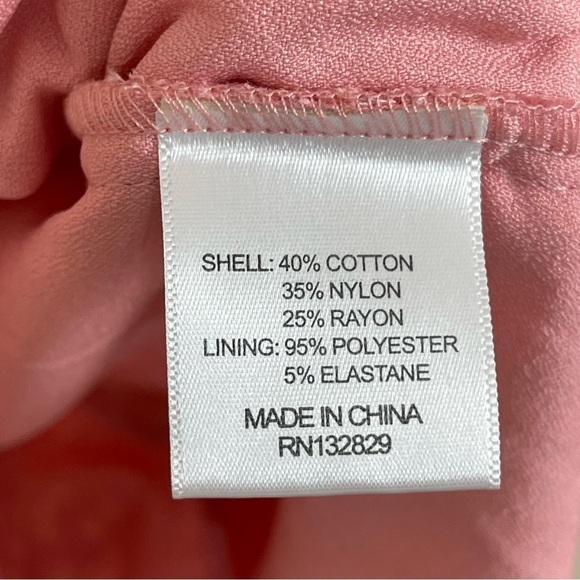 SHELL: 40% COTTON
35% NYLON
25% RAYON
LINING: 95% POLYESTER
5% ELASTANE
MADE IN CHINA
RN132829